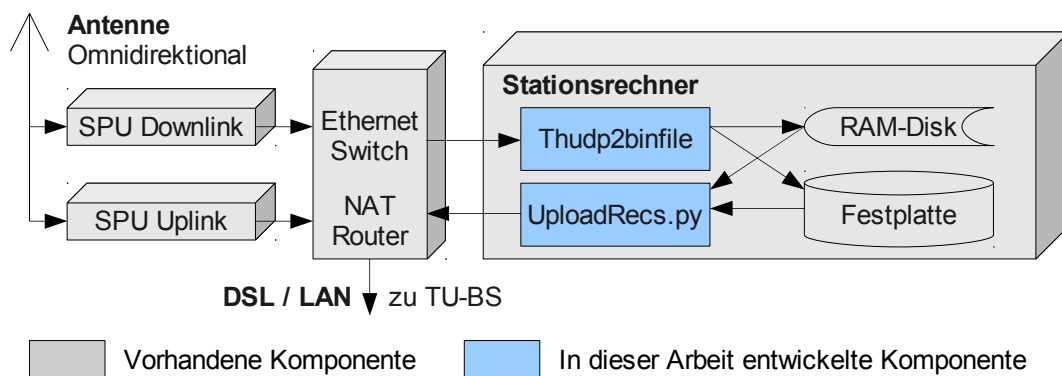 Antenne
Omnidirektional
SPU Downlink
SPU Uplink
Ethernet
Switch
NAT
Router
Stationsrechner
Thudp2binfile
UploadRecs.py
RAM-Disk
Festplatte
DSL / LAN zu TU-BS
Vorhandene Komponente
In dieser Arbeit entwickelte Komponente